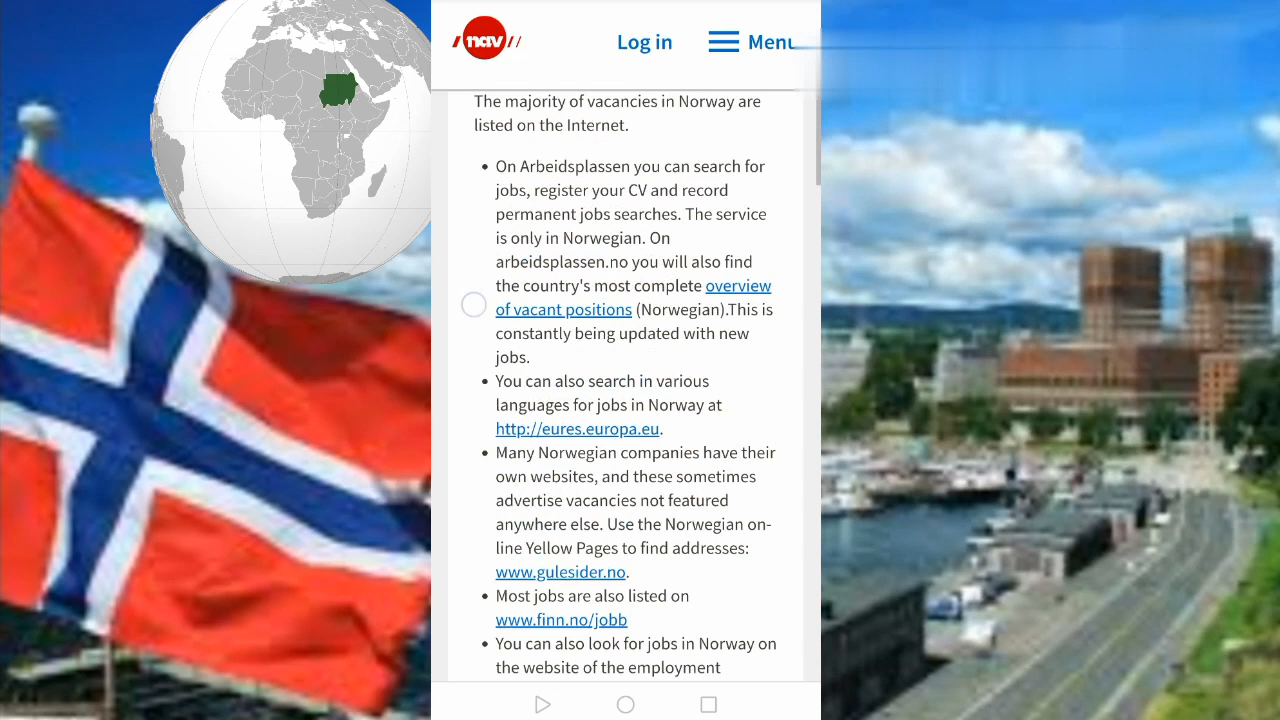 nav
Log in
Menu
The majority of vacancies in Norway are
listed on the Internet.
On Arbeidsplassen you can search for
jobs, register your CV and record
permanent jobs searches. The service
is only in Norwegian. On
arbeidsplassen.no you will also find
the country's most complete overview
of vacant positions (Norwegian).This is
constantly being updated with new
jobs.
You can also search in various
languages for jobs in Norway at
http://eures.europa.eu.
Many Norwegian companies have their
own websites, and these sometimes
advertise vacancies not featured
anywhere else. Use the Norwegian on-
line Yellow Pages to find addresses:
www.gulesider.no.
Most jobs are also listed on
www.finn.no/jobb
You can also look for jobs in Norway on
the website of the employment